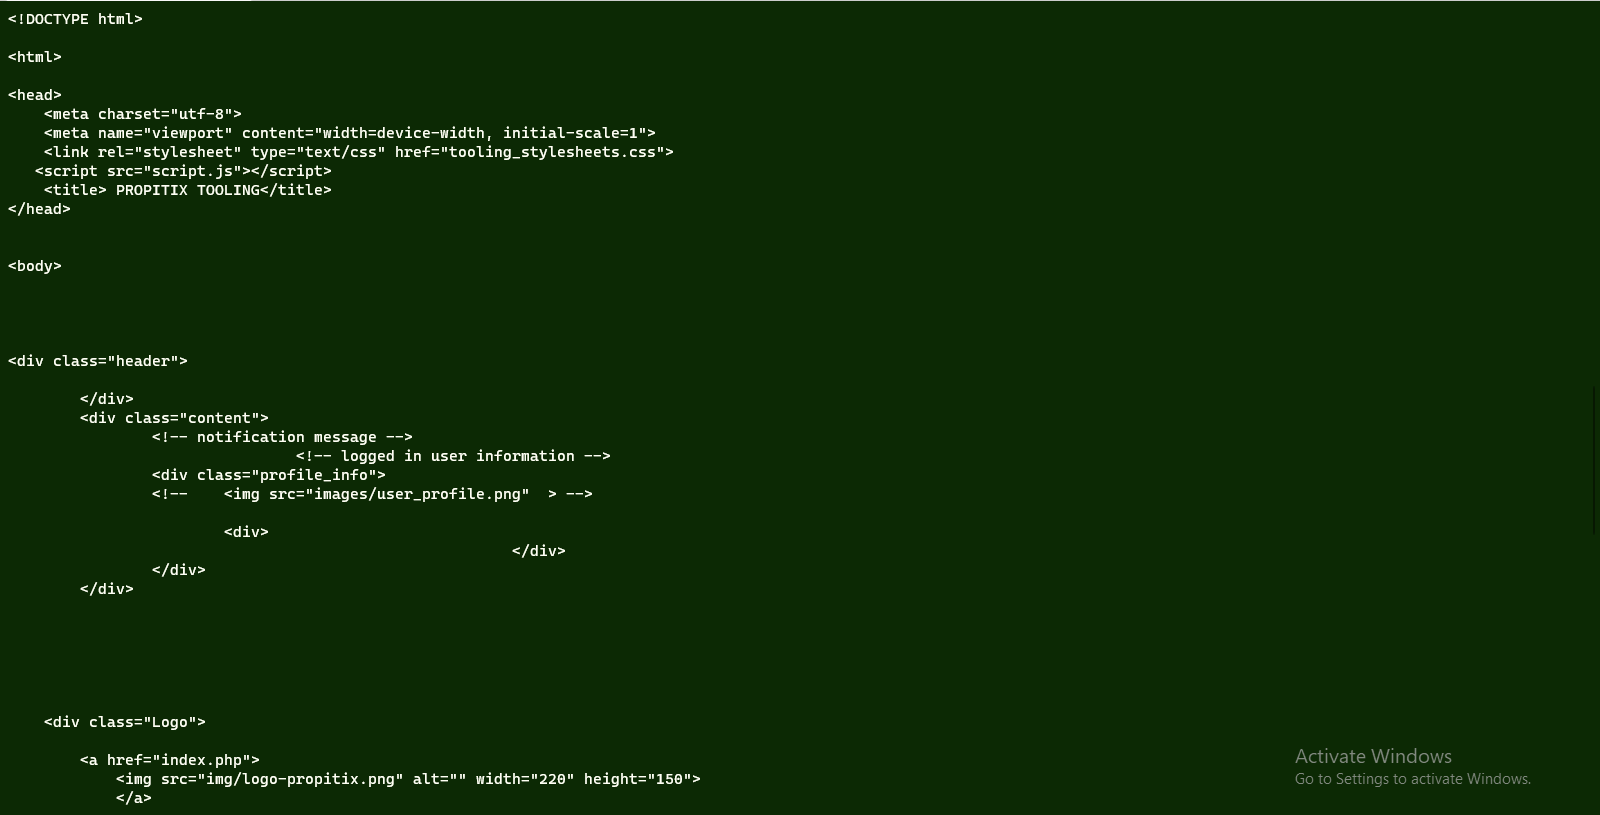 <!DOCTYPE html>
<html>
<head>
<meta charset="utf-8">
<meta name="viewport" content="width=device-width, initial-scale=1">
<link rel="stylesheet" type="text/css" href="tooling_stylesheets.css">
<script src="script.js"></script>
<title> PROPITIX TOOLING</title>
</head>
<body>
<div class="header">
</div>
<div class="content">
<!-- notification message -->
<!-- logged in user information -->
<div class="profile_info">
<!--    <img src="images/user_profile.png"  > -->
<div>
</div>
</div>
</div>
<div class="Logo">
<a href="index.php">
<img src="img/logo-propitix.png" alt="" width="220" height="150">
</a>
Activate Windows
Go to Settings to activate Windows.